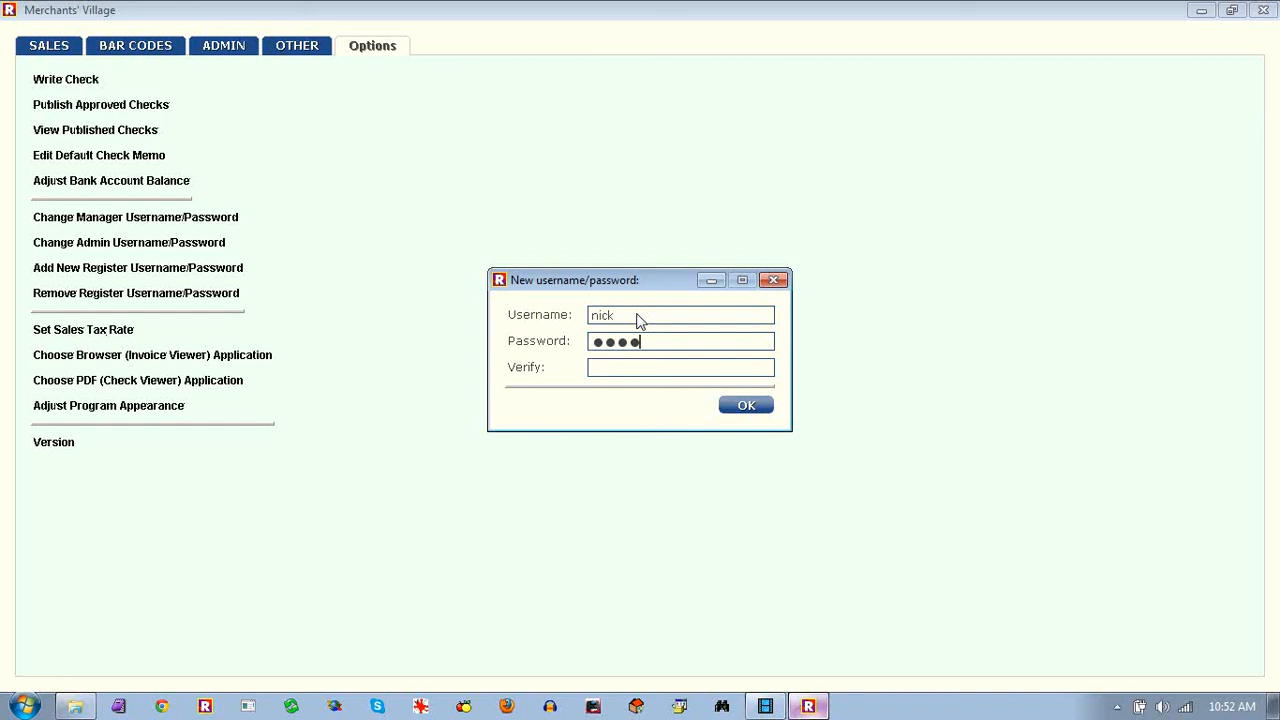 R Merchants' Village
SALES BAR CODES ADMIN OTHER Options
Write Check
Publish Approved Checks
View Published Checks
Edit Default Check Memo
Adjust Bank Account Balance
Change Manager Username/Password
Change Admin Username/Password
Add New Register Username/Password
Remove Register Username/Password
Set Sales Tax Rate
Choose Browser (Invoice Viewer) Application
Choose PDF (Check Viewer) Application
Adjust Program Appearance
Version
R New username/password:
Username: nick
Password: ●●●●
Verify:
OK
R R 10:52 AM